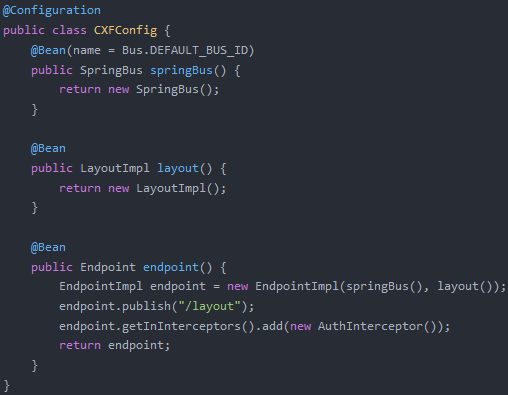 @Configuration
public class CXFConfig {
    @Bean(name = Bus.DEFAULT_BUS_ID)
    public SpringBus springBus() {
        return new SpringBus();
    }

    @Bean
    public LayoutImpl layout() {
        return new LayoutImpl();
    }

    @Bean
    public Endpoint endpoint() {
        EndpointImpl endpoint = new EndpointImpl(springBus(), layout());
        endpoint.publish("/layout");
        endpoint.getInInterceptors().add(new AuthInterceptor());
        return endpoint;
    }
}